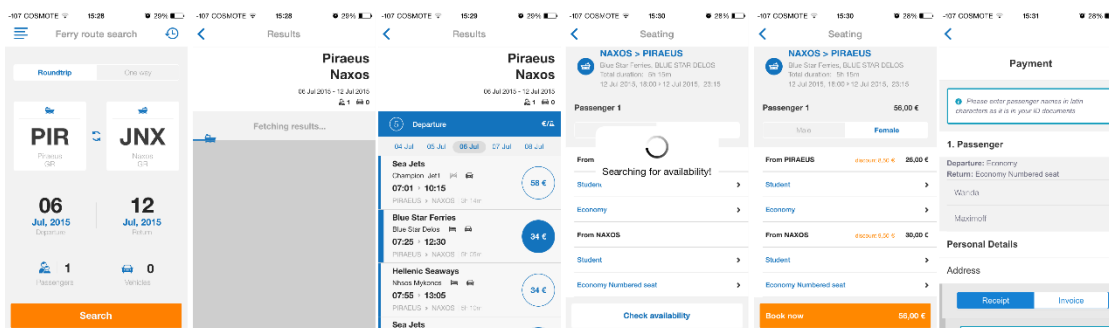 -107 COSMOTE 15:28 29%
Ferry route search
Roundtrip One way
PIR JNX
Piraeus Naxos
GR GR
06 12
Jul, 2015 Jul, 2015
Departure Return
1 0
Passengers Vehicles
Search
-107 COSMOTE 15:28 29%
Results
Piraeus
Naxos
06 Jul 2015 - 12 Jul 2015
1 0
Fetching results...
-107 COSMOTE 15:29 29%
Results
Piraeus
Naxos
06 Jul 2015 - 12 Jul 2015
1 0
Departure €/
04 Jul 05 Jul 06 Jul 07 Jul 08 Jul
Sea Jets
Champion Jet1
07:01 10:15
58 €
PIRAEUS > NAXOS 3h 14m
Blue Star Ferries
Blue Star Delos
07:25 12:30
34 €
PIRAEUS > NAXOS 5h 05m
Hellenic Seaways
Nissos Mykonos
07:55 13:05
34 €
PIRAEUS > NAXOS 5h 10m
Sea Jets
-107 COSMOTE 15:30 28%
Seating
NAXOS > PIRAEUS
Blue Star Ferries, BLUE STAR DELOS
Total duration: 5h 15m
12 Jul 2015, 18:00 > 12 Jul 2015, 23:15
Passenger 1
From
Searching for availability!
Student
Economy
From NAXOS
Student
Economy Numbered seat
Check availability
-107 COSMOTE 15:30 28%
Seating
NAXOS > PIRAEUS
Blue Star Ferries, BLUE STAR DELOS
Total duration: 5h 15m
12 Jul 2015, 18:00 > 12 Jul 2015, 23:15
Passenger 1 56,00 €
Male Female
From PIRAEUS 26,00 €
Student
Economy
From NAXOS 30,00 €
Student
Economy Numbered seat
Book now 56,00 €
-107 COSMOTE 15:31 28%
Payment
Please enter passenger names in latin
characters as it is in your ID documents
1. Passenger
Departure: Economy
Return: Economy Numbered seat
Wanda
Maximoff
Personal Details
Address
Receipt Invoice